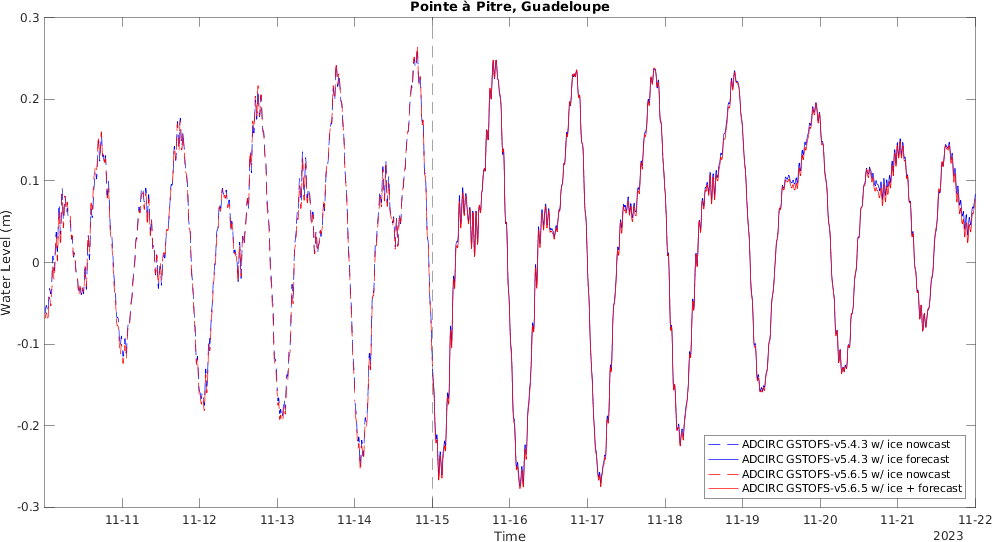 Pointe à Pitre, Guadeloupe
0.3
0.2
0.1
0
-0.1
-0.2
-0.3
Water Level (m)
ADCIRC GSTOFS-v5.4.3 w/ ice nowcast
ADCIRC GSTOFS-v5.4.3 w/ ice forecast
ADCIRC GSTOFS-v5.6.5 w/ ice nowcast
ADCIRC GSTOFS-v5.6.5 w/ ice + forecast
11-11 11-12 11-13 11-14 11-15 11-16 11-17 11-18 11-19 11-20 11-21 11-22
Time
2023